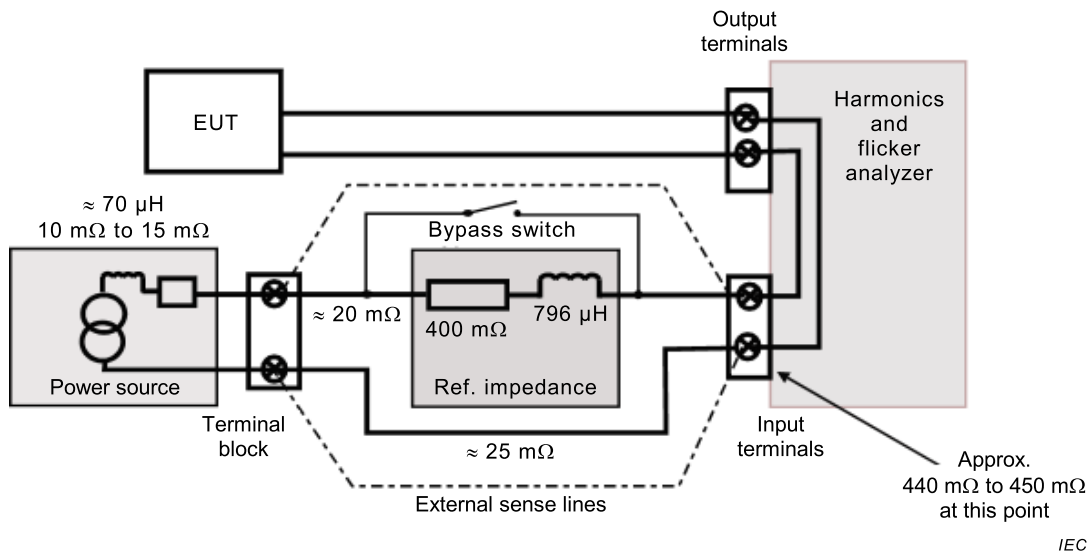 Output
terminals
Harmonics
and
flicker
analyzer
EUT
≈ 70 µH
10 mΩ to 15 mΩ
Bypass switch
≈ 20 mΩ
400 mΩ
796 µH
Power source
Ref. impedance
Terminal
block
Input
terminals
≈ 25 mΩ
External sense lines
Approx.
440 mΩ to 450 mΩ
at this point
IEC